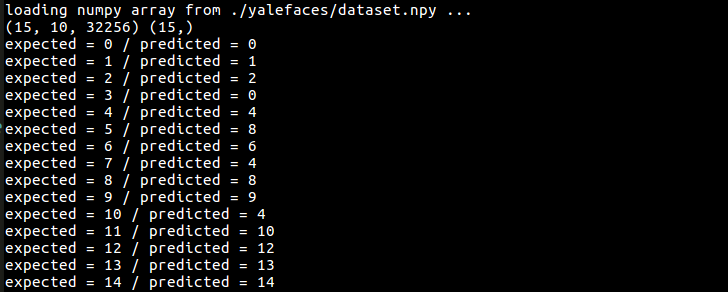 loading numpy array from ./yalefaces/dataset.npy ...
(15, 10, 32256) (15,)
expected = 0 / predicted = 0
expected = 1 / predicted = 1
expected = 2 / predicted = 2
expected = 3 / predicted = 0
expected = 4 / predicted = 4
expected = 5 / predicted = 8
expected = 6 / predicted = 6
expected = 7 / predicted = 4
expected = 8 / predicted = 8
expected = 9 / predicted = 9
expected = 10 / predicted = 4
expected = 11 / predicted = 10
expected = 12 / predicted = 12
expected = 13 / predicted = 13
expected = 14 / predicted = 14